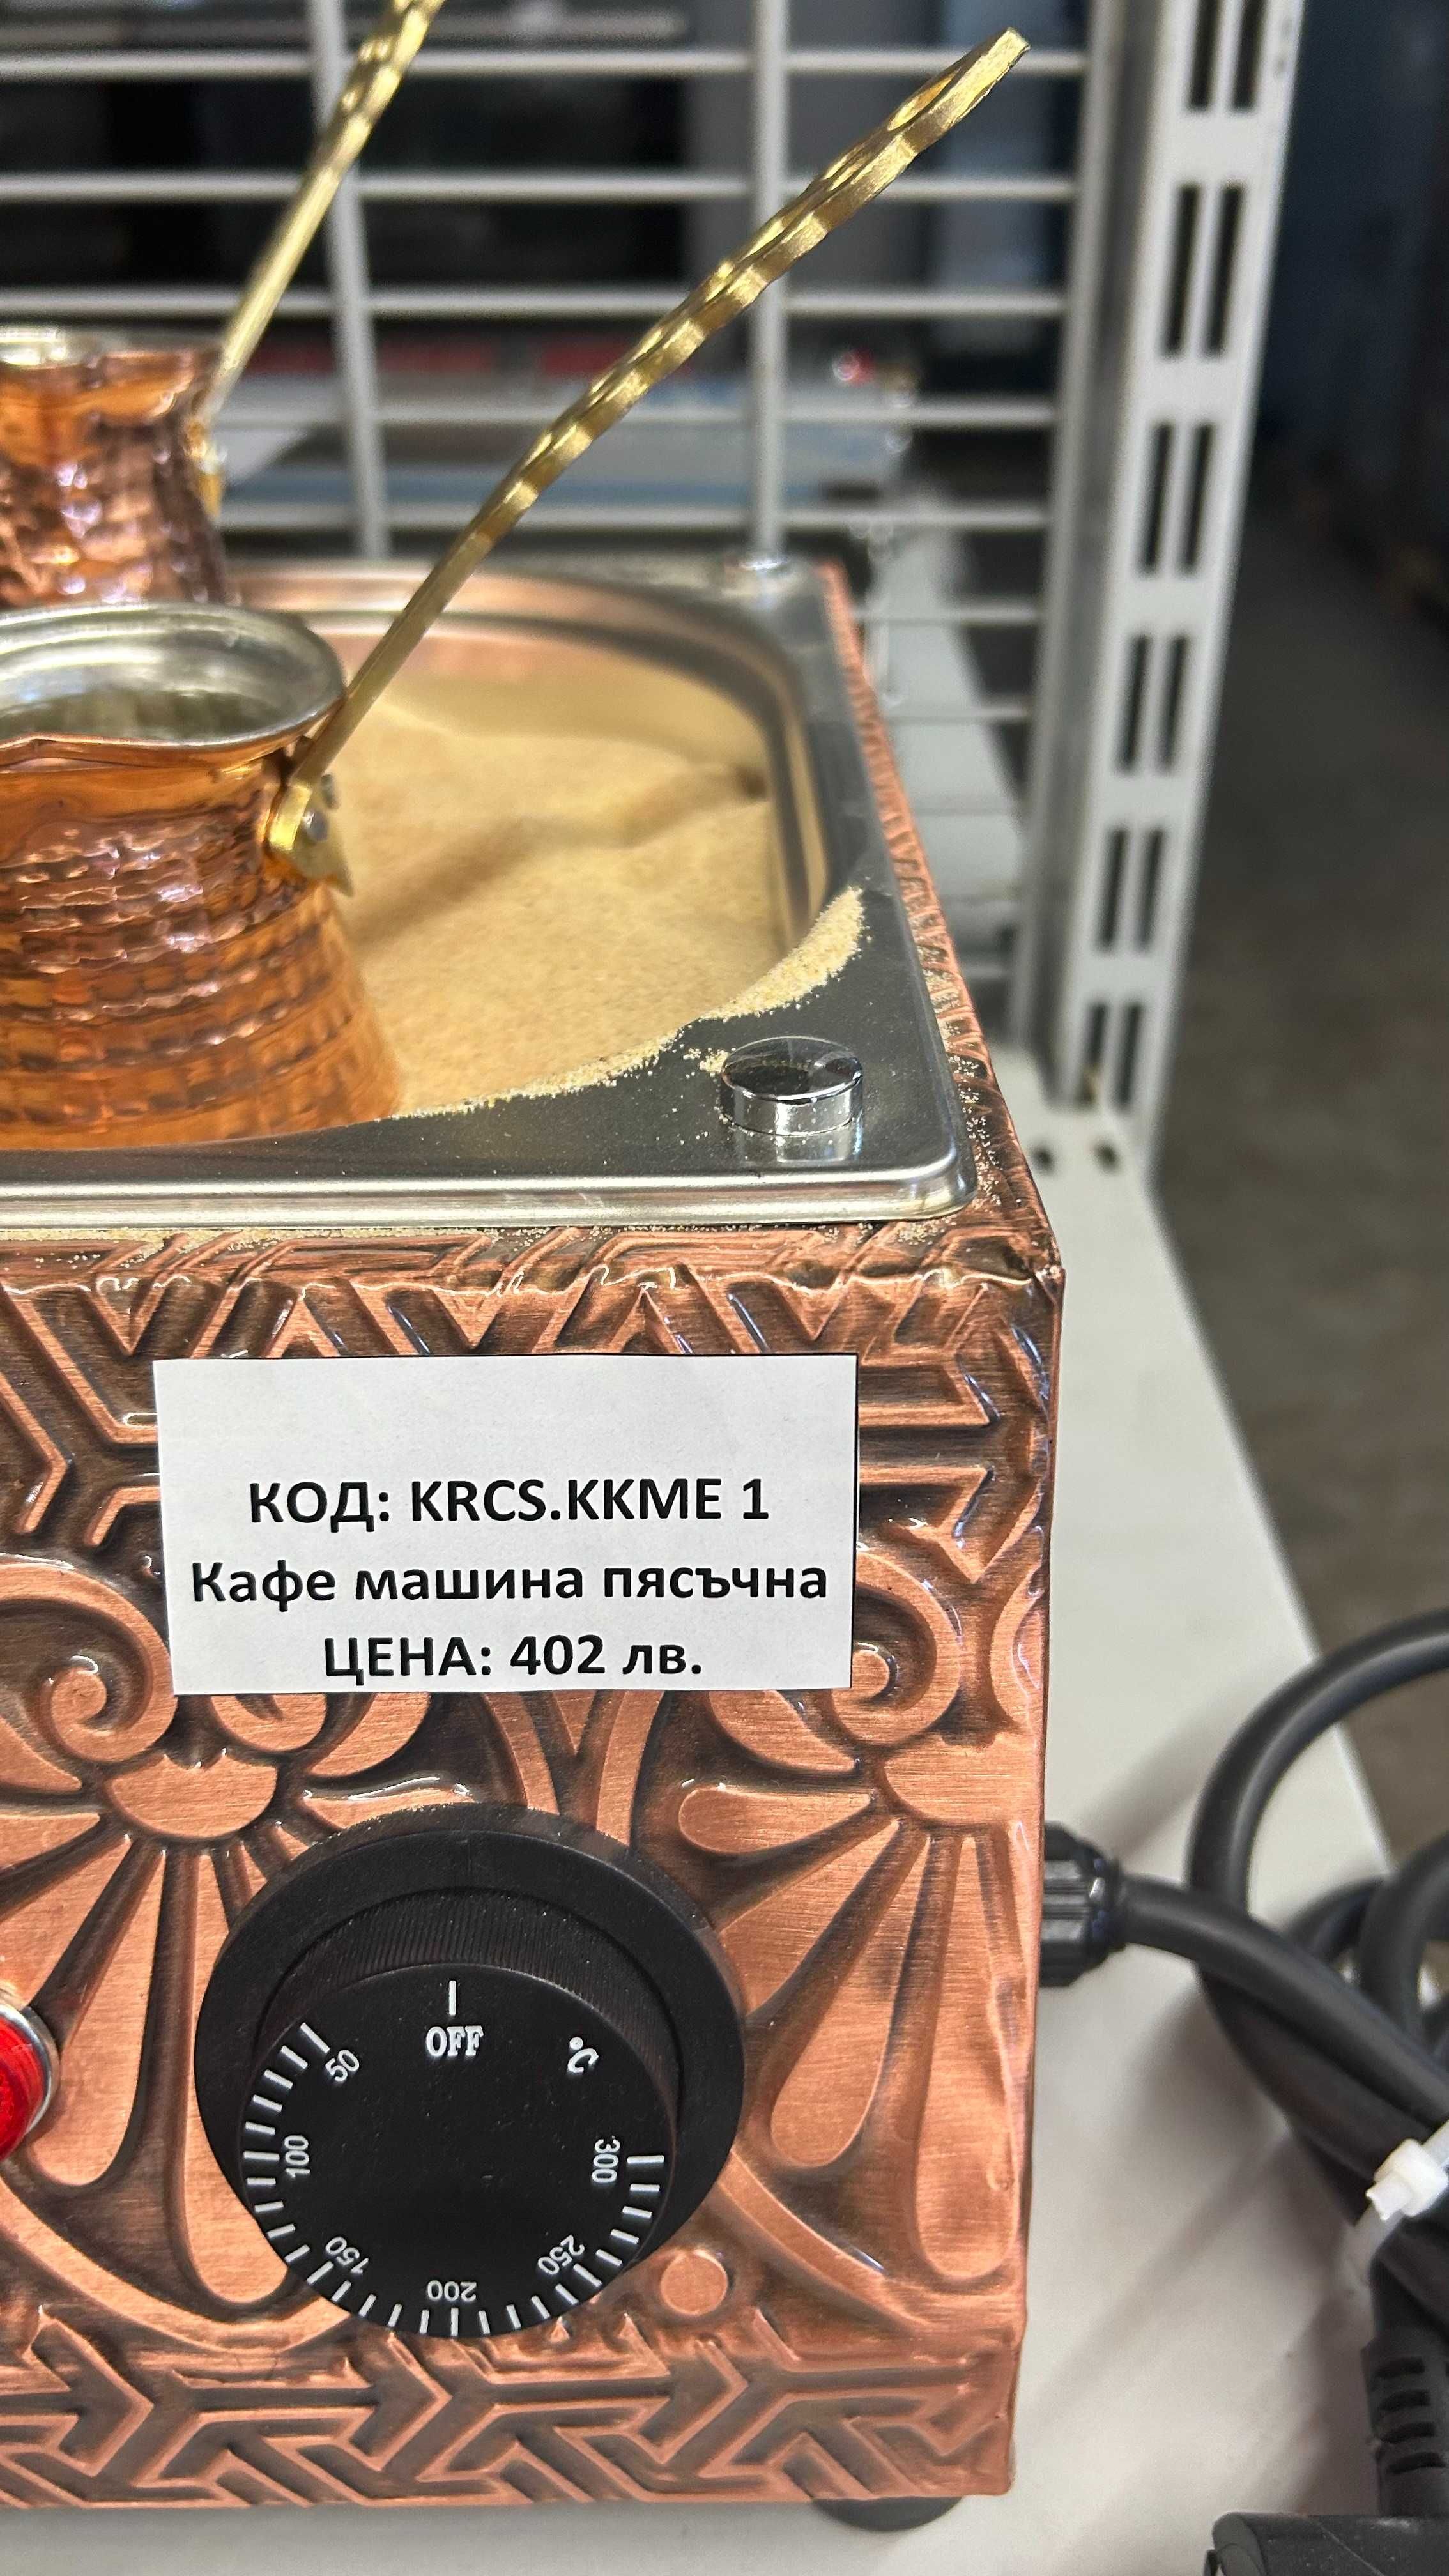 КОД: KRCS.KKME 1
Кафе машина пясъчна
ЦЕНА: 402 лв.
OFF
°C
50
100
150
200
250
300